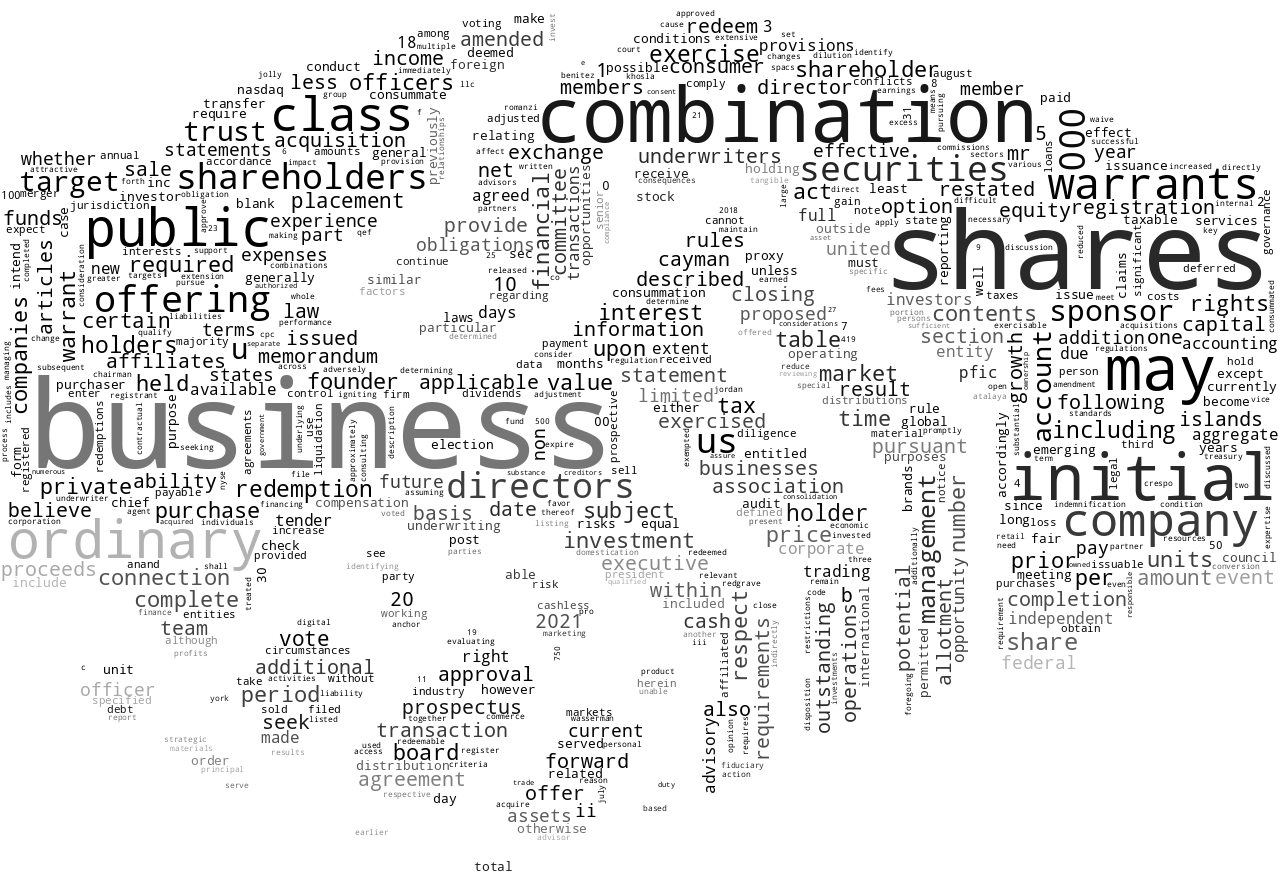 approved
voting make
invest
cause redeem 3 set
among
18 multiple amended
conditions extensive
court exercise provisions
changes dilution identify
income deemed
immediately foreign
possible consumer shareholder
spacs conflicts august
jolly conduct
nasdaq group less officers
consummate llc
e 1
benitez khosla
members consent comply director earnings 8 member paid
transfer
require class trust
romanzi
adjusted
combination
21 31 excess means pursuing
5 000
waive
effect
successful
statements acquisition
f previously relationships
relating
affect written exchange
underwriters
receive holding
consequences tangible
effective commissions
sectors mr various
securities
loans year
issuance increased directly
whether annual
attractive sale
target forth inc
accordance impact general
provision
shareholders
net
advisors
agreed
partners
0
senior compliance
stock
large act direct least restated
warrants
100 merger
jurisdiction investor blank placement
obligation approve
gain note option
equity registration
internal 2
governance
funds
expect case
public
23 experience
making qef part
provide
obligations
financial committee transactions opportunities
2018
cannot
maintain
rules proxy
full apply state
outside
asset united
must
specific
reporting necessary
shares
9 discussion well reduced claims significant
taxable services
key
deferred
new
interests support
required expenses
combinations
greater targets extension
pursue authorized generally
continue 25 sec
released co
10
regarding
cayman
unless
earned
described
fees
similar
factors
completed consideration
companies intend articles warrant
offering
whole
law
performance
certain liabilities
qualify cpc
laws days
particular
determined
consummation
determine
interest
information
closing
proposed 27
offered considerations 7
investors
portion
persons
sufficient
contents
taxes
issue meet costs rights
exercisable
sponsor
acquisitions capital
consummated
change holders majority
separate
terms issued
u memorandum
affiliates across adversely
payment
consider
data months
determining
upon extent
regulation received
table 419
operating
section
entity
addition one accounting
regulations
process includes managing
subsequent
chairman
purchaser
enter registrant
held states
available
founder
control igniting firm
applicable value
dividends adjustment
statement
limited jordan
either
reduce
reviewing
special
market
result
distributions
pfic
open
atalaya
growth account
due
person
amendment
may
hold
except
currently
become vice
business
form registered redemptions contractual purpose seeking agreements government underlying use liquidation approximately consulting description
fund 500 00
election non expire
prospective
exercised tax
us
exempted assure
diligence
entitled
time rule
global
material promptly
pursuant
purposes
substantial
standards
following
including
islands
aggregate
third years
treasury
numerous
private ability
underwriter
payable nyse
redemption
file
financing
future
assuming
compensation
voted
substance creditors
directors
sell
businesses
association
consolidation
audit
defined
present
accordingly
emerging
term
initial
4 legal crespo two discussed
believe
corporation
chief
agent
purchase
acquired individuals
tender
increase
basis
underwriting
date favor
thereof
listing
subject
risks equal
investment
holder
economic
price invested
corporate
brands management notice
since indemnification condition
long loss
company
expertise
ordinary
check
provided
post
parties
domestication redeemed
executive
three
additionally opportunity number
retail
need fair
resources
pay partner 50 council
units
conversion
proceeds
include
anand shall
connection
30 treated
see
identifying
party
able
risk
president
qualified relevant
redgrave
within
trading
remain
prior owned issuable
meeting per
purchases even
amount event
complete
finance entities
20
working
anchor
cashless
pro
2021
marketing
included close
code b
potential
permitted allotment
completion
independent
requirement responsible
obtain
team
although
profits
digital
vote
circumstances
19
evaluating
right
750
cash
another
iii
respect requirements indirectly
restrictions outstanding investments operations international
share
federal
c unit
additional
take activities without
11
approval
industry however
product
herein
unable
affiliated
foregoing
officer
specified
debt
report
york period liability
sold filed
seek listed
made
prospectus
together commerce
redeemable
transaction
markets
wasserman
current
also
advisory opinion requires
disposition
strategic
materials
order
principal
results
used
access board register
distribution criteria
served personal
forward
related
reason
fiduciary
action
serve
agreement
respective day
trade
offer
acquire july
duty
assets ii
otherwise
advisor
based
earlier
total